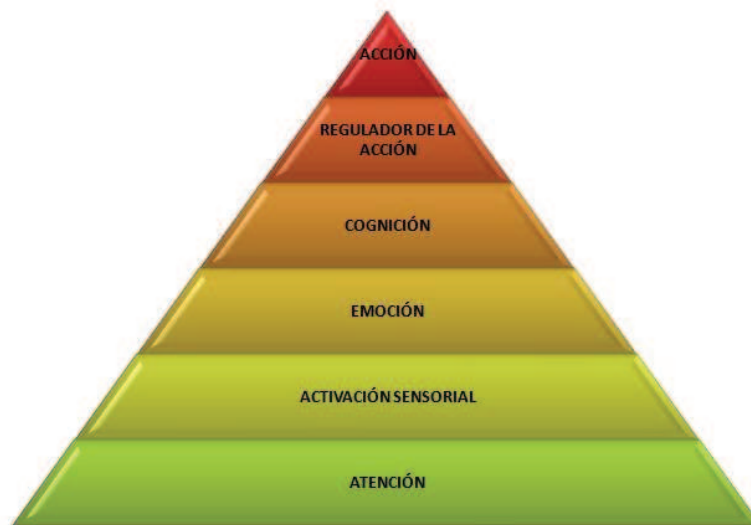 ACCIÓN
REGULADOR DE LA
ACCIÓN
COGNICIÓN
EMOCIÓN
ACTIVACIÓN SENSORIAL
ATENCIÓN